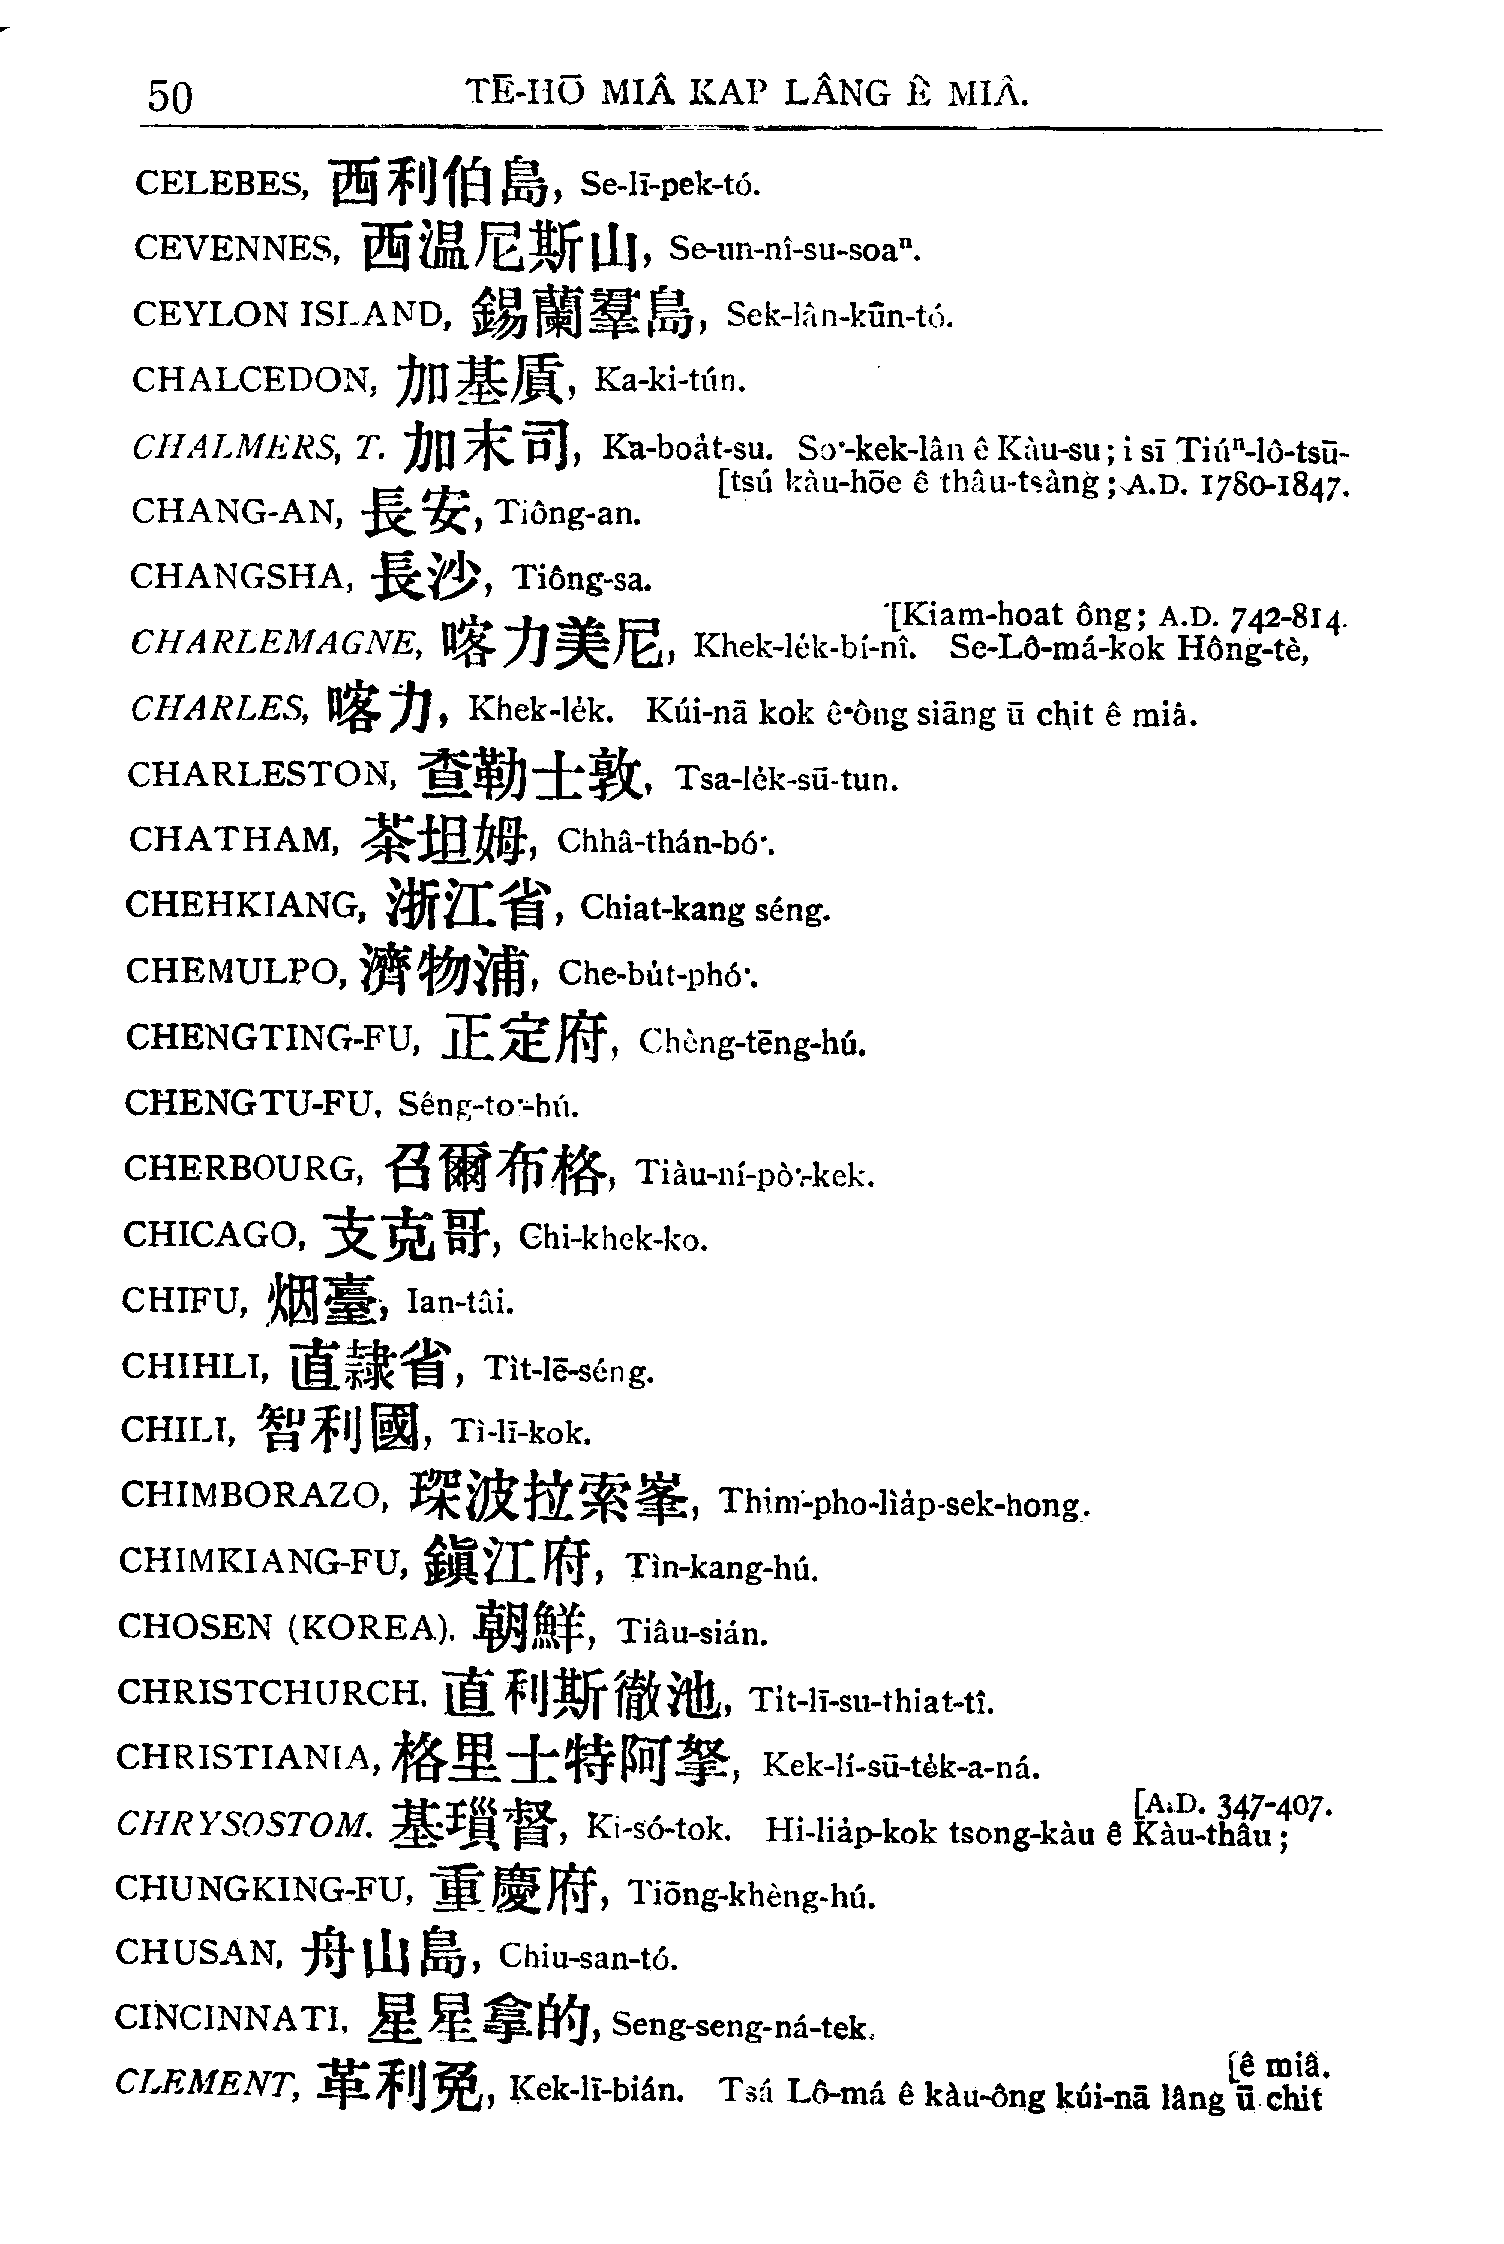 50 TĒ-HŌ MIÂ KAP LÂNG Ê MIÂ.
CELEBES, 西利伯島, Se-lī-pek-tó.
CEVENNES, 西温尼斯山, Se-un-nî-su-soaⁿ.
CEYLON ISLAND, 錫蘭羣島, Sek-lân-kūn-tó.
CHALCEDON, 加基盾, Ka-ki-tún.
CHALMERS, T. 加末司, Ka-boa̍t-su. So͘-kek-lân ê Kàu-su; i sī Tiúⁿ-lô-tsū-
[tsú kàu-hōe ê thâu-tsàng; A.D. 1780-1847.
CHANG-AN, 長安, Tiông-an.
CHANGSHA, 長沙, Tiông-sa.
[Kiam-hoat ông; A.D. 742-814.
CHARLEMAGNE, 喀力美尼, Khek-le̍k-bí-nî. Se-Lô-má-kok Hông-tè,
CHARLES, 喀力, Khek-le̍k. Kúi-nā kok ê ông siāng ū chi̍t ê miâ.
CHARLESTON, 查勒士敦, Tsa-le̍k-sū-tun.
CHATHAM, 茶坦姆, Chhâ-thán-bó͘.
CHEHKIANG, 浙江省, Chiat-kang séng.
CHEMULPO, 濟物浦, Che-bu̍t-phó͘.
CHENGTING-FU, 正定府, Chèng-tēng-hú.
CHENGTU-FU, Sêng-to͘-hú.
CHERBOURG, 召爾布格, Tiàu-ní-pò͘-kek.
CHICAGO, 支克哥, Chi-khek-ko.
CHIFU, 烟臺, Ian-tâi.
CHIHLI, 直隷省, Ti̍t-lē-séng.
CHILI, 智利國, Tì-lī-kok.
CHIMBORAZO, 琛波拉索峯, Thim-pho-lia̍p-sek-hong.
CHIMKIANG-FU, 鎭江府, Tìn-kang-hú.
CHOSEN (KOREA), 朝鮮, Tiâu-sián.
CHRISTCHURCH, 直利斯徹池, Ti̍t-lī-su-thiat-tî.
CHRISTIANIA, 格里士特阿拏, Kek-lí-sū-te̍k-a-ná.
[A.D. 347-407.
CHRYSOSTOM. 基瑣督, Ki-só-tok. Hi-lia̍p-kok tsong-kàu ê Kàu-thâu;
CHUNGKING-FU, 重慶府, Tiōng-khèng-hú.
CHUSAN, 舟山島, Chiu-san-tó.
CINCINNATI, 星星拿的, Seng-seng-ná-tek.
[ê miâ.
CLEMENT, 革利免, Kek-lī-bián. Tsá Lô-má ê kàu-ông kúi-nā lâng ū chit